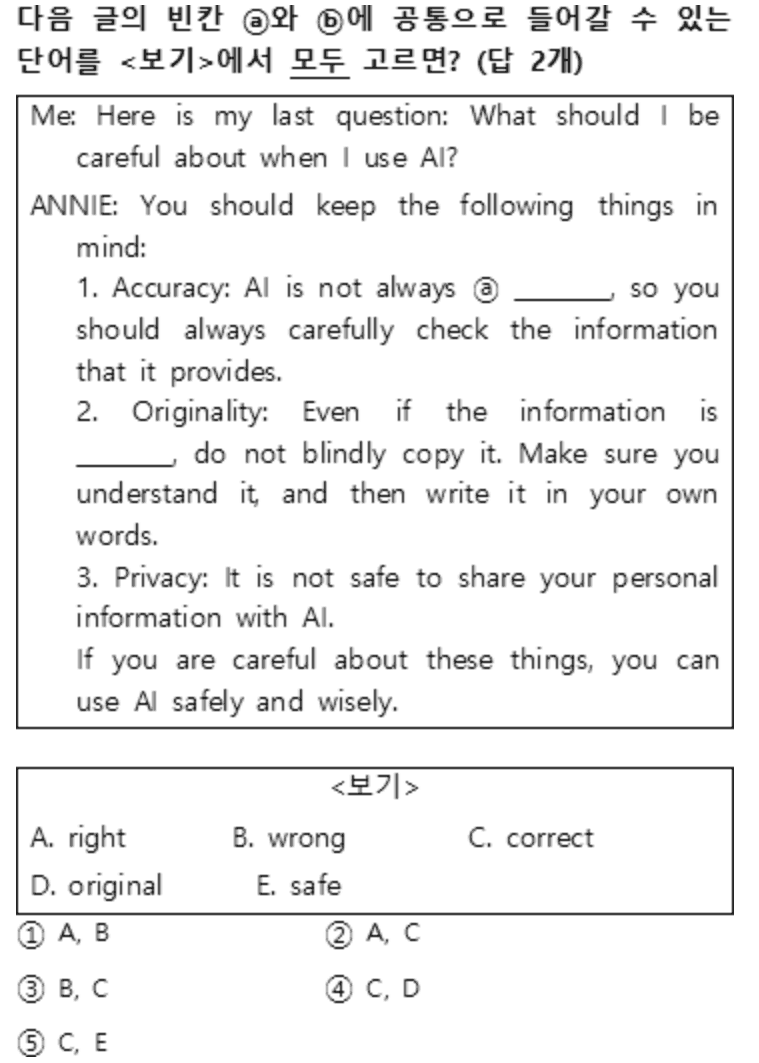 다음 글의 빈칸 ⓐ와 ⓑ에 공통으로 들어갈 수 있는
단어를 <보기>에서 모두 고르면? (답 2개)
Me: Here is my last question: What should I be
careful about when I use AI?
ANNIE: You should keep the following things in
mind:
1. Accuracy: AI is not always ⓐ _______, so you
should always carefully check the information
that it provides.
2. Originality: Even if the information is
_______, do not blindly copy it. Make sure you
understand it, and then write it in your own
words.
3. Privacy: It is not safe to share your personal
information with AI.
If you are careful about these things, you can
use AI safely and wisely.
<보기>
A. right B. wrong C. correct
D. original E. safe
① A, B ② A, C
③ B, C ④ C, D
⑤ C, E